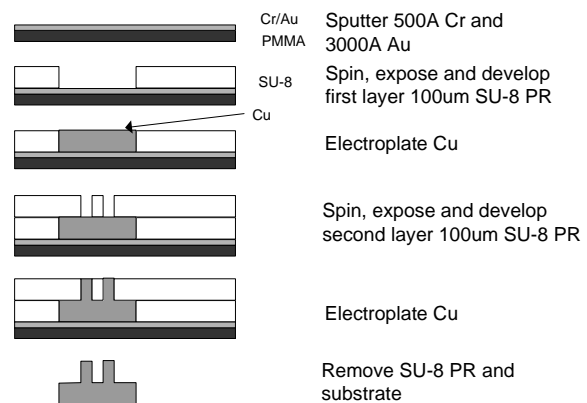 Cr/Au
PMMA
Sputter 500A Cr and
3000A Au
SU-8
Spin, expose and develop
first layer 100um SU-8 PR
Cu
Electroplate Cu
Spin, expose and develop
second layer 100um SU-8 PR
Electroplate Cu
Remove SU-8 PR and
substrate